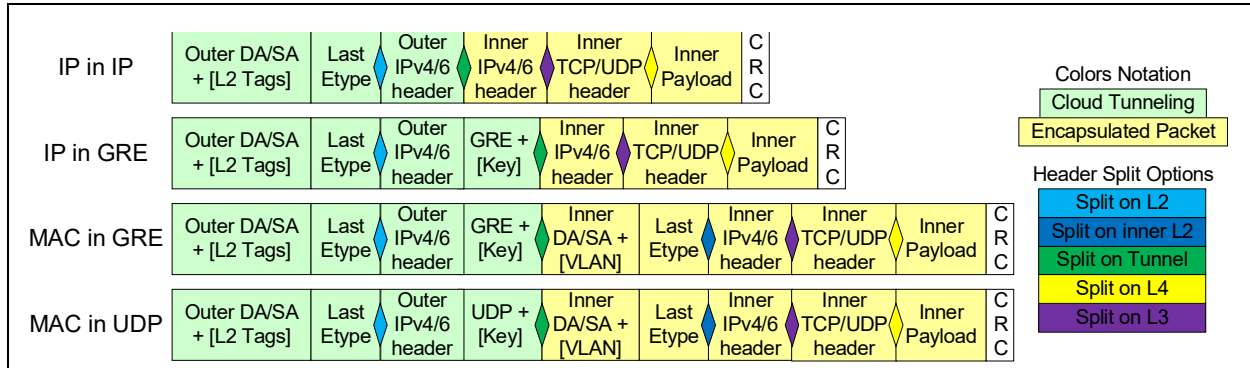 IP in IP
Outer DA/SA
+ [L2 Tags]
Last
Etype
Outer
IPv4/6
header
Inner
IPv4/6
header
Inner
TCP/UDP
header
Inner
Payload
C
R
C
IP in GRE
Outer DA/SA
+ [L2 Tags]
Last
Etype
Outer
IPv4/6
header
GRE +
[Key]
Inner
IPv4/6
header
Inner
TCP/UDP
header
Inner
Payload
C
R
C
MAC in GRE
Outer DA/SA
+ [L2 Tags]
Last
Etype
Outer
IPv4/6
header
GRE +
[Key]
Inner
DA/SA +
[VLAN]
Last
Etype
Inner
IPv4/6
header
Inner
TCP/UDP
header
Inner
Payload
C
R
C
MAC in UDP
Outer DA/SA
+ [L2 Tags]
Last
Etype
Outer
IPv4/6
header
UDP +
[Key]
Inner
DA/SA +
[VLAN]
Last
Etype
Inner
IPv4/6
header
Inner
TCP/UDP
header
Inner
Payload
C
R
C
Colors Notation
Cloud Tunneling
Encapsulated Packet
Header Split Options
Split on L2
Split on inner L2
Split on Tunnel
Split on L4
Split on L3